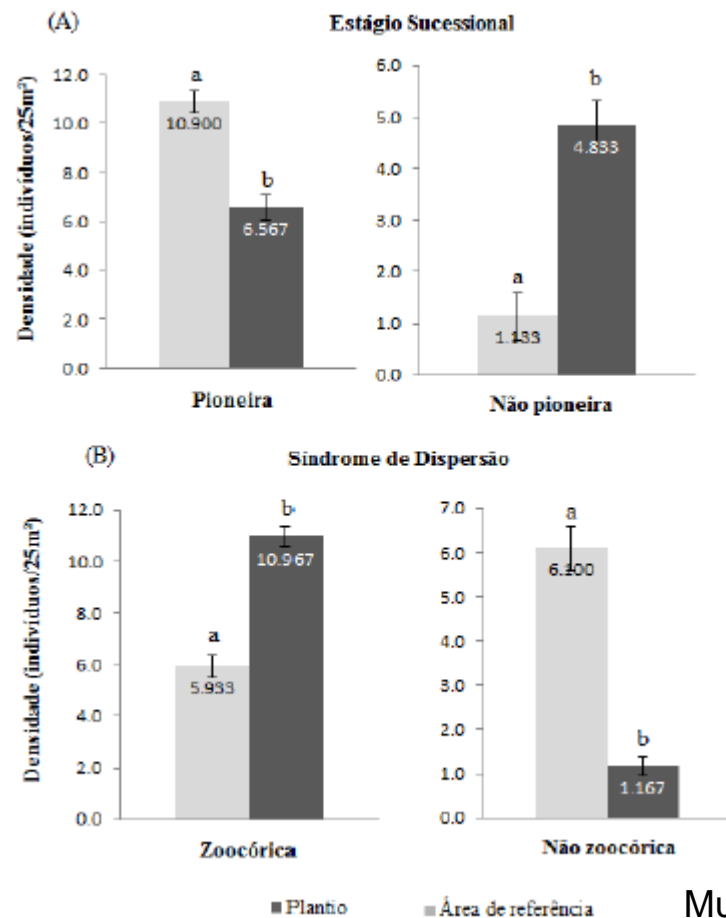 (A) Estágio Sucessional
Densidade (indivíduos/25m²)
12.0
10.0
8.0
6.0
4.0
2.0
0.0
a
10.900
b
6.567
Pioneira
6.0
5.0
4.0
3.0
2.0
1.0
0.0
a
1.133
b
4.833
Não pioneira
(B) Síndrome de Dispersão
Densidade (indivíduos/25m²)
12.0
10.0
8.0
6.0
4.0
2.0
0.0
a
5.933
b
10.967
Zoocórica
7.0
6.0
5.0
4.0
3.0
2.0
1.0
0.0
a
6.100
b
1.167
Não zoocórica
Plantio Área de referência
Mu